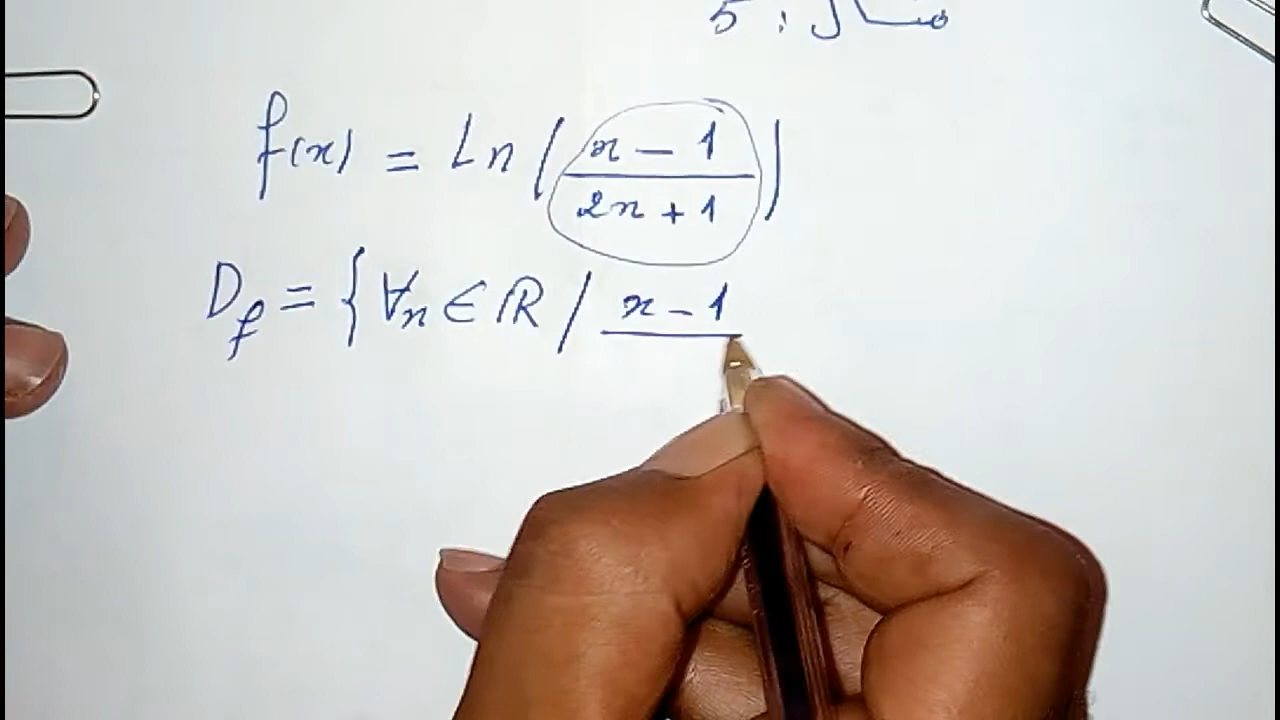 مثال : 5
f(x) = Ln ( (x - 1) / (2x + 1) )
D_f = { ∀x ∈ ℝ / x - 1